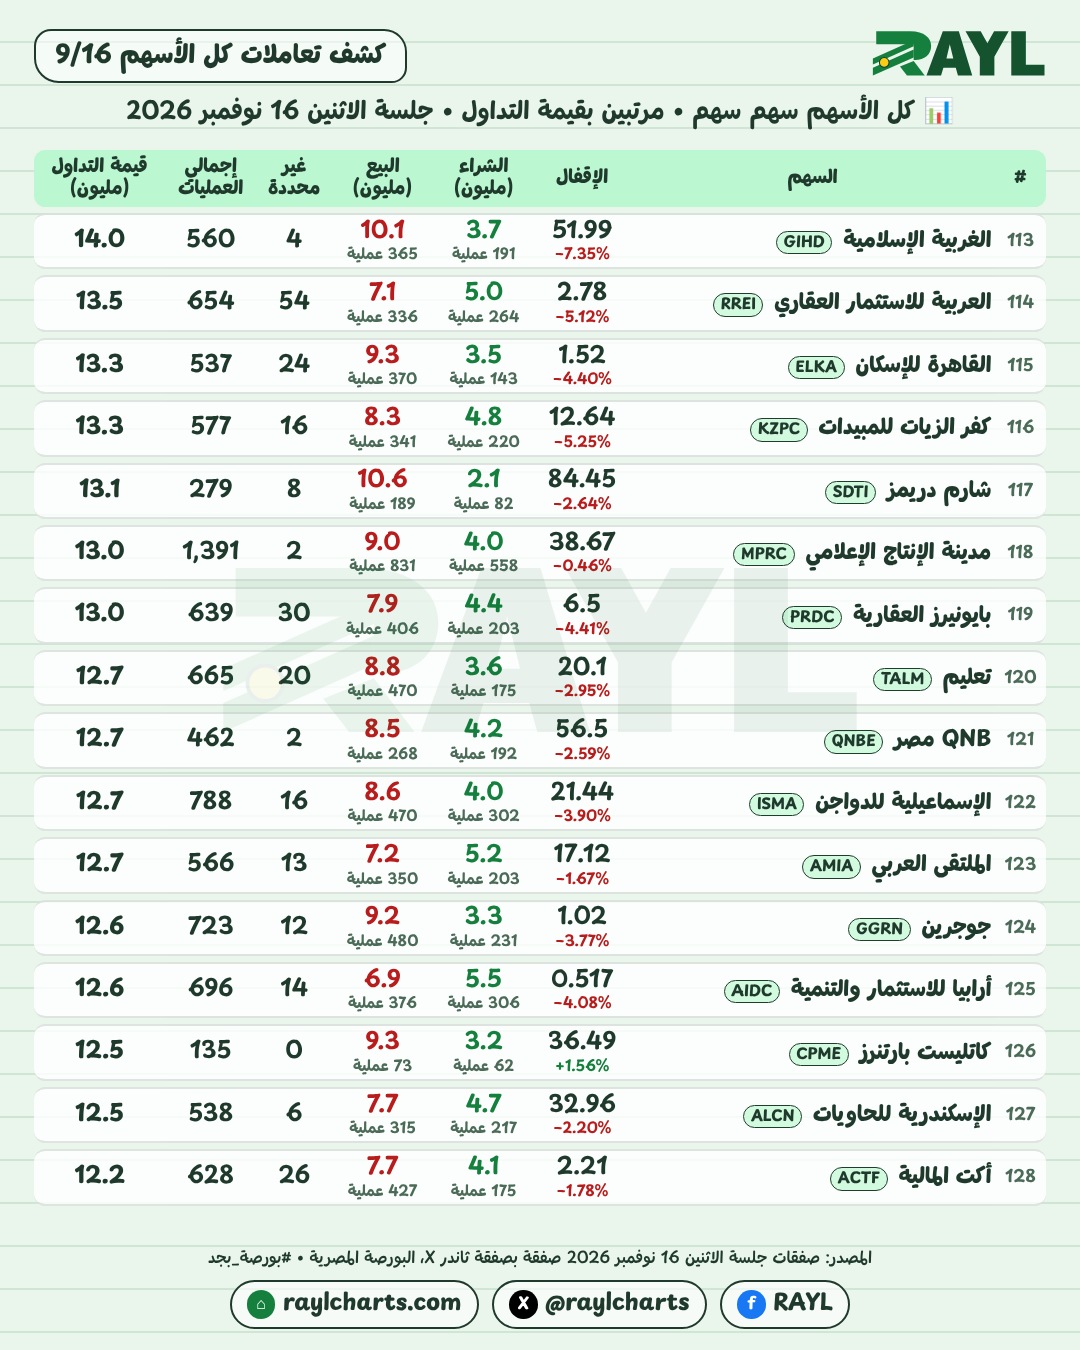 RAYL
كشف تعاملات كل الأسهم 9/16
📊 كل الأسهم سهم سهم • مرتبين بقيمة التداول • جلسة الاثنين 16 نوفمبر 2026
# السهم الإقفال الشراء (مليون) البيع (مليون) غير محددة إجمالي العمليات قيمة التداول (مليون)
113 الغربية الإسلامية GIHD 51.99 3.7 10.1 4 560 14.0
-7.35% 191 عملية 365 عملية
114 العربية للاستثمار العقاري RREI 2.78 5.0 7.1 54 654 13.5
-5.12% 264 عملية 336 عملية
115 القاهرة للإسكان ELKA 1.52 3.5 9.3 24 537 13.3
-4.40% 143 عملية 370 عملية
116 كفر الزيات للمبيدات KZPC 12.64 4.8 8.3 16 577 13.3
-5.25% 220 عملية 341 عملية
117 شارم دريمز SDTI 84.45 2.1 10.6 8 279 13.1
-2.64% 82 عملية 189 عملية
118 مدينة الإنتاج الإعلامي MPRC 38.67 4.0 9.0 2 1,391 13.0
-0.46% 558 عملية 831 عملية
119 بايونيرز العقارية PRDC 6.5 4.4 7.9 30 639 13.0
-4.41% 203 عملية 406 عملية
120 تعليم TALM 20.1 3.6 8.8 20 665 12.7
-2.95% 175 عملية 470 عملية
121 QNB مصر QNBE 56.5 4.2 8.5 2 462 12.7
-2.59% 192 عملية 268 عملية
122 الإسماعيلية للدواجن ISMA 21.44 4.0 8.6 16 788 12.7
-3.90% 302 عملية 470 عملية
123 الملتقى العربي AMIA 17.12 5.2 7.2 13 566 12.7
-1.67% 203 عملية 350 عملية
124 جوجرين GGRN 1.02 3.3 9.2 12 723 12.6
-3.77% 231 عملية 480 عملية
125 أرابيا للاستثمار والتنمية AIDC 0.517 5.5 6.9 14 696 12.6
-4.08% 306 عملية 376 عملية
126 كاتليست بارتنرز CPME 36.49 3.2 9.3 0 135 12.5
+1.56% 62 عملية 73 عملية
127 الإسكندرية للحاويات ALCN 32.96 4.7 7.7 6 538 12.5
-2.20% 217 عملية 315 عملية
128 أكت المالية ACTF 2.21 4.1 7.7 26 628 12.2
-1.78% 175 عملية 427 عملية
المصدر: صفقات جلسة الاثنين 16 نوفمبر 2026 صفقة بصفقة ثاندر X، البورصة المصرية • #بورصة_بجد
raylcharts.com @raylcharts RAYL